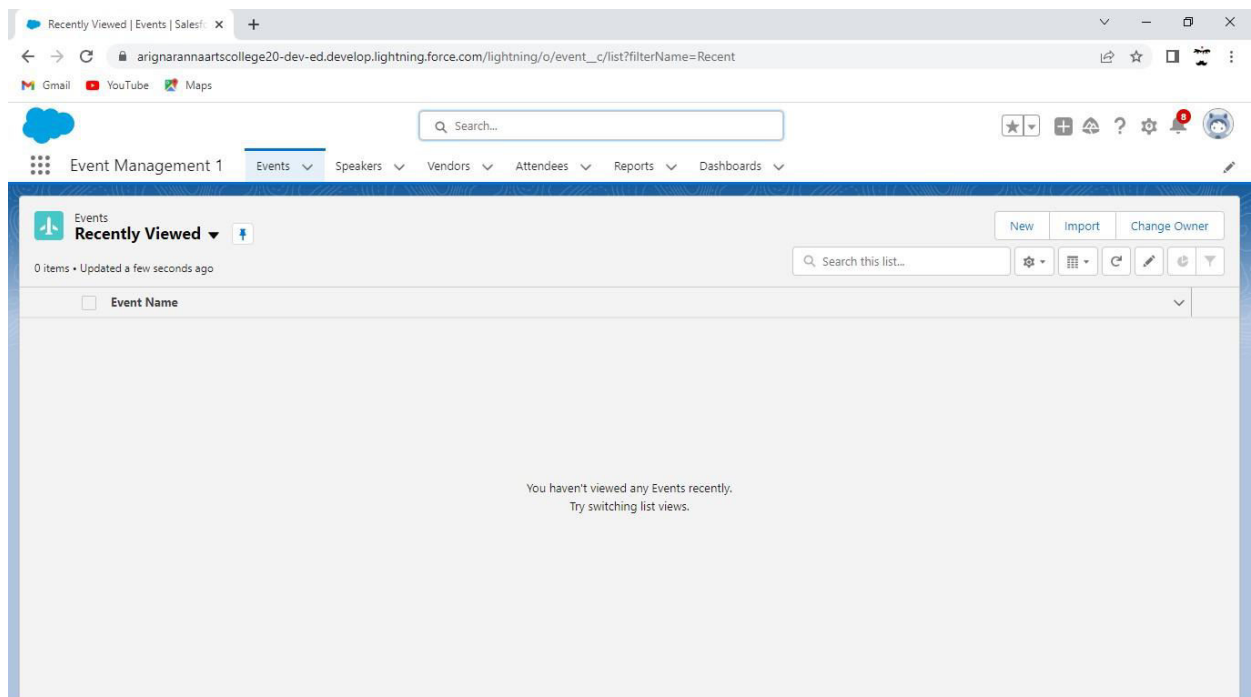 Recently Viewed | Events | Salesf
arignarannaartscollege20-dev-ed.develop.lightning.force.com/lightning/o/event__c/list?filterName=Recent
Gmail YouTube Maps
Search...
8
Event Management 1 Events Speakers Vendors Attendees Reports Dashboards
Events
Recently Viewed
New Import Change Owner
0 items • Updated a few seconds ago
Search this list...
Event Name
You haven't viewed any Events recently.
Try switching list views.